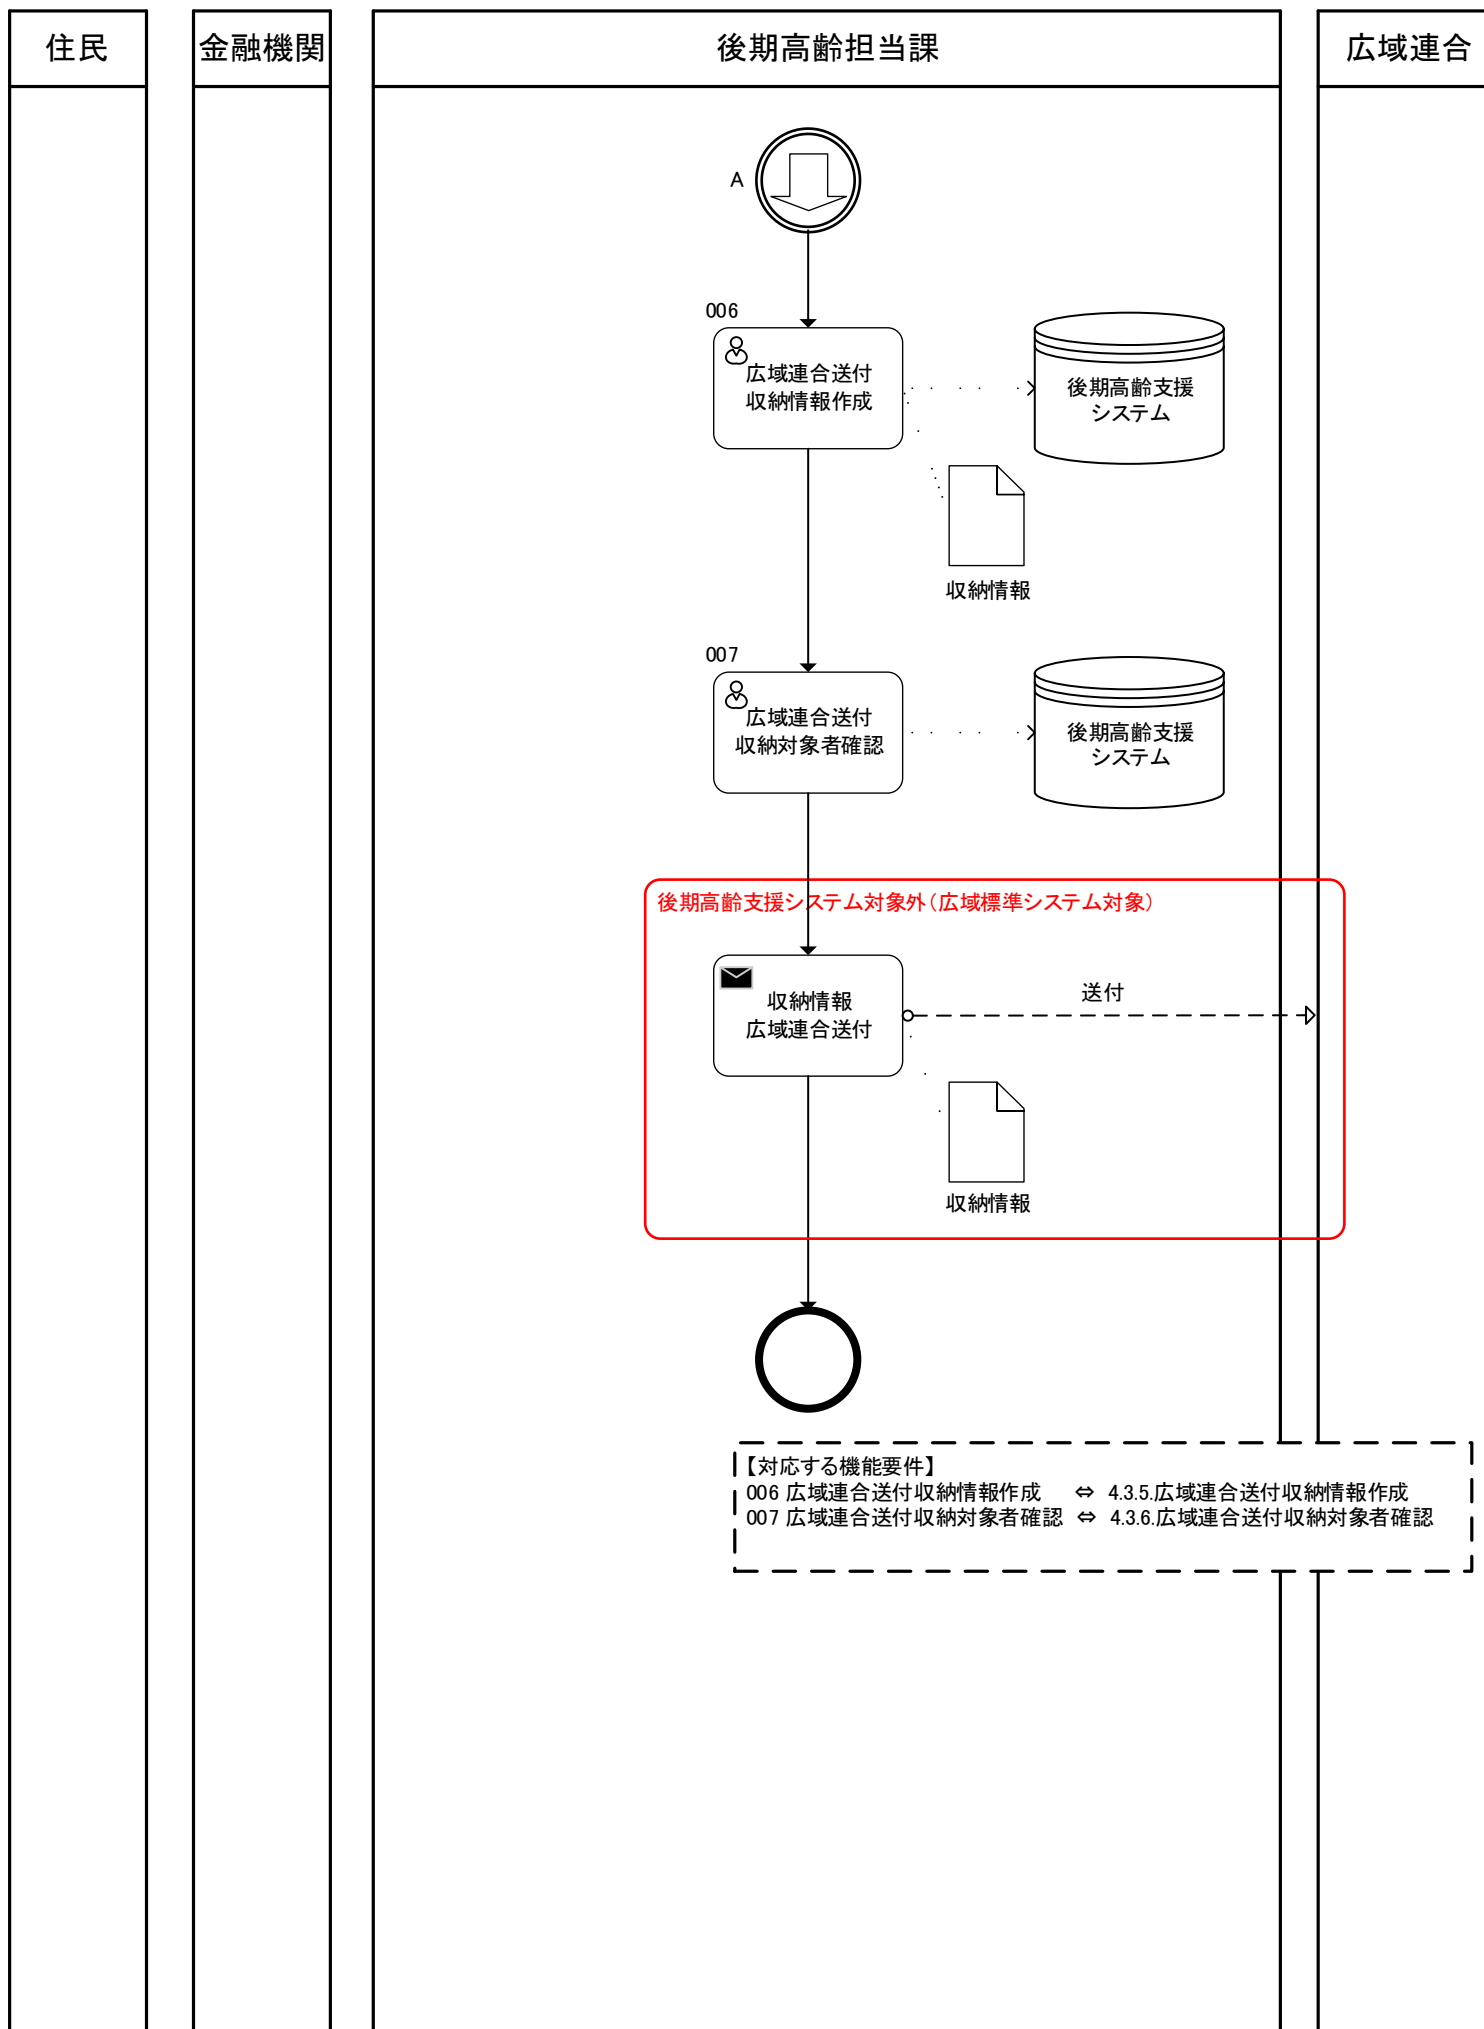 住民
金融機関
後期高齢担当課
広域連合
A
006
広域連合送付
収納情報作成
後期高齢支援
システム
収納情報
007
広域連合送付
収納対象者確認
後期高齢支援
システム
後期高齢支援システム対象外（広域標準システム対象）
収納情報
広域連合送付
送付
収納情報
【対応する機能要件】
006 広域連合送付収納情報作成 ⇔ 4.3.5.広域連合送付収納情報作成
007 広域連合送付収納対象者確認 ⇔ 4.3.6.広域連合送付収納対象者確認